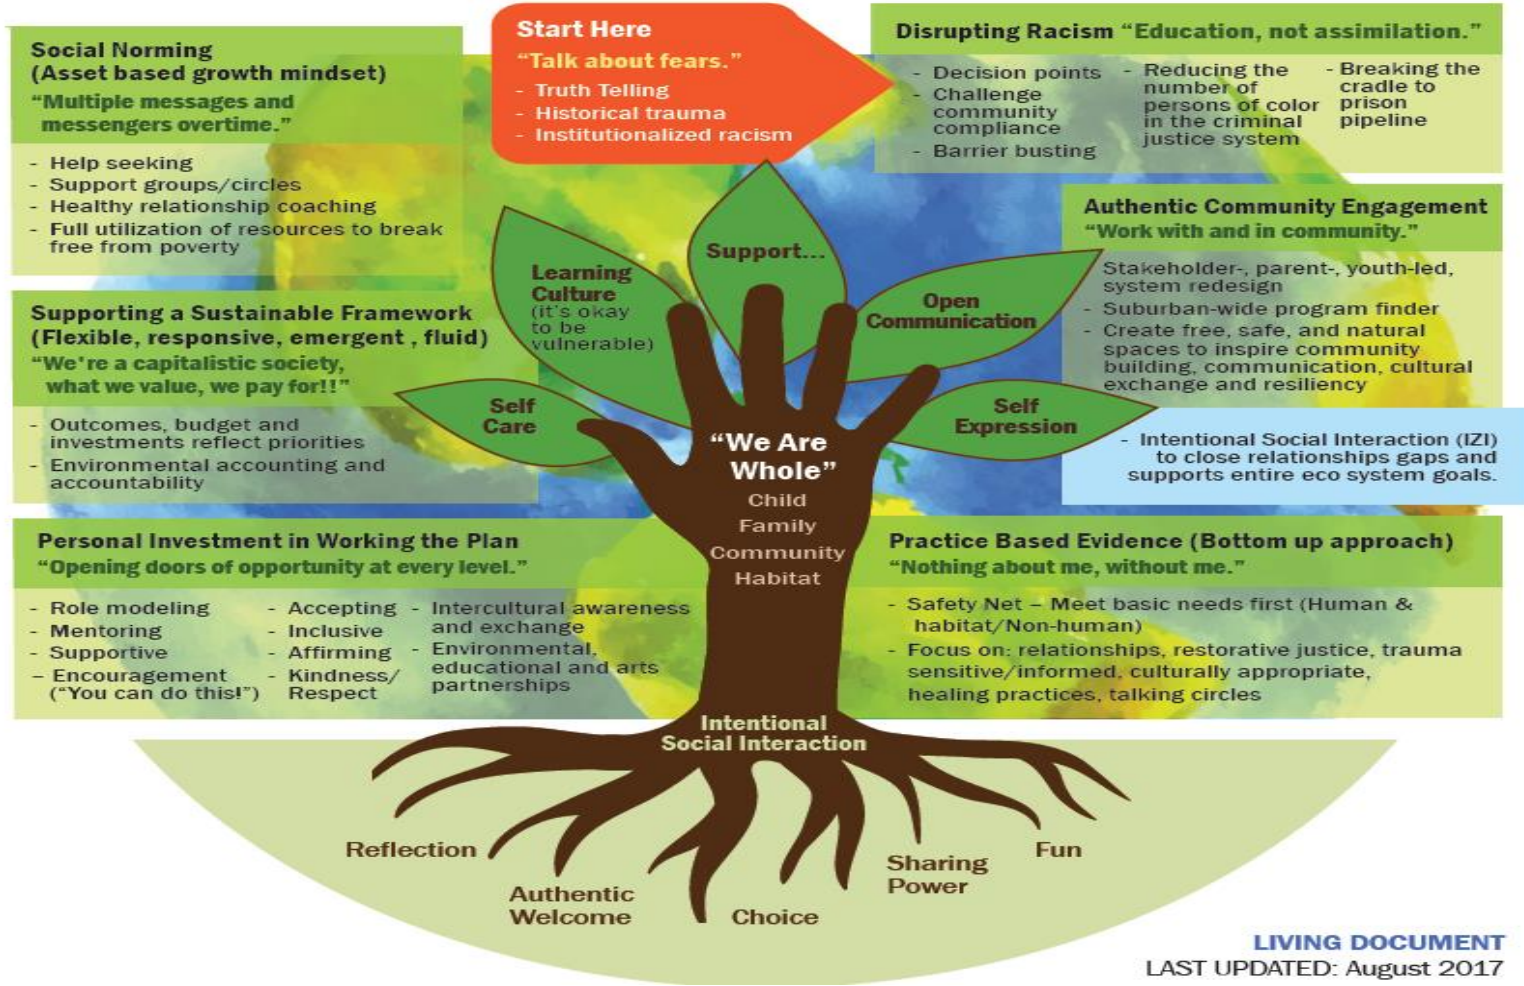 Start Here
“Talk about fears.”
- Truth Telling
- Historical trauma
- Institutionalized racism
Disrupting Racism “Education, not assimilation.”
- Decision points
- Challenge
community
compliance
- Barrier busting
- Reducing the
number of
persons of color
in the criminal
justice system
- Breaking the
cradle to
prison
pipeline
Authentic Community Engagement
“Work with and in community.”
Stakeholder-, parent-, youth-led,
system redesign
- Suburban-wide program finder
- Create free, safe, and natural
spaces to inspire community
building, communication, cultural
exchange and resiliency
- Intentional Social Interaction (IZI)
to close relationships gaps and
supports entire eco system goals.
Practice Based Evidence (Bottom up approach)
“Nothing about me, without me.”
- Safety Net – Meet basic needs first (Human &
habitat/Non-human)
- Focus on: relationships, restorative justice, trauma
sensitive/informed, culturally appropriate,
healing practices, talking circles
Personal Investment in Working the Plan
“Opening doors of opportunity at every level.”
- Role modeling
- Mentoring
- Supportive
– Encouragement
(“You can do this!”)
- Accepting
- Inclusive
- Affirming
- Kindness/
Respect
- Intercultural awareness
and exchange
- Environmental,
educational and arts
partnerships
Supporting a Sustainable Framework
(Flexible, responsive, emergent , fluid)
“We're a capitalistic society,
what we value, we pay for!!”
- Outcomes, budget and
investments reflect priorities
- Environmental accounting and
accountability
Social Norming
(Asset based growth mindset)
“Multiple messages and
messengers overtime.”
- Help seeking
- Support groups/circles
- Healthy relationship coaching
- Full utilization of resources to break
free from poverty
Self
Care
Learning
Culture
(it's okay
to be
vulnerable)
Support...
Open
Communication
Self
Expression
“We Are
Whole”
Child
Family
Community
Habitat
Intentional
Social Interaction
Reflection
Authentic
Welcome
Choice
Sharing
Power
Fun
LIVING DOCUMENT
LAST UPDATED: August 2017